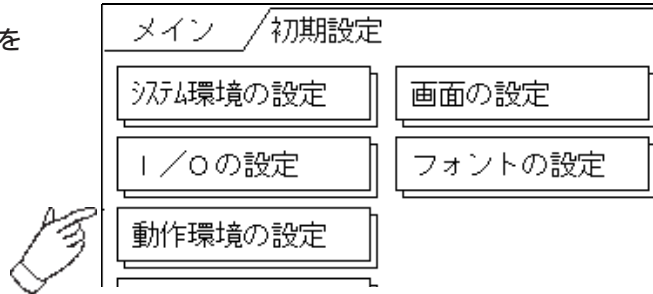 を
メイン ／初期設定
ｼｽﾃﾑ環境の設定
画面の設定
Ｉ／Ｏの設定
フォントの設定
動作環境の設定